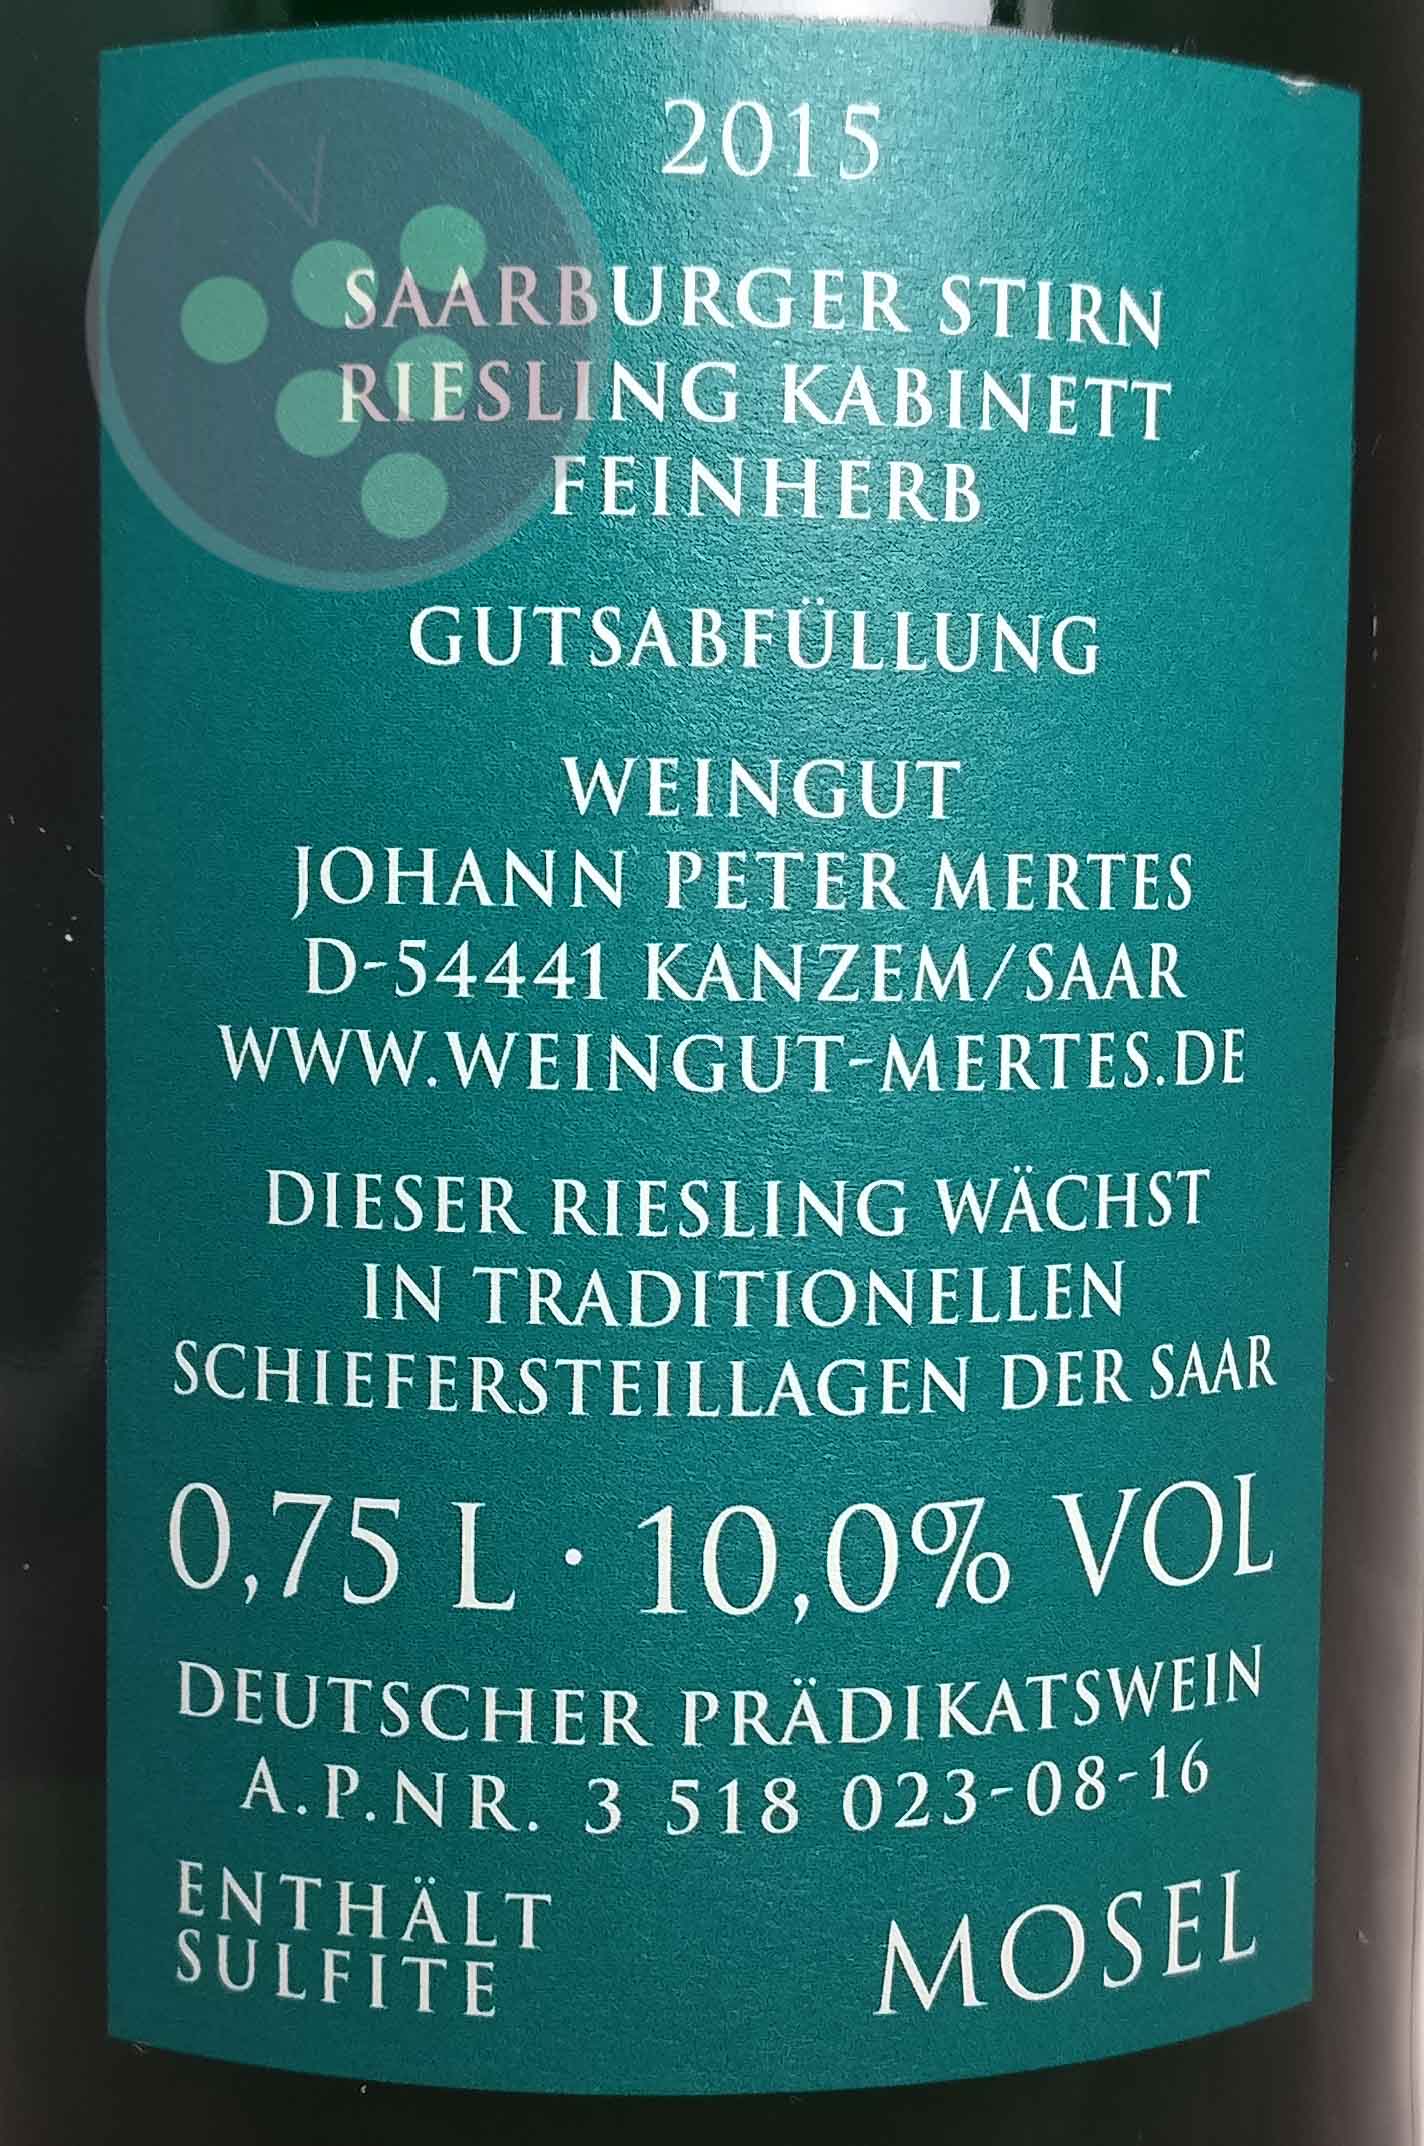 2015
SAARBURGER STIRN
RIESLING KABINETT
FEINHERB
GUTSABFÜLLUNG
WEINGUT
JOHANN PETER MERTES
D-54441 KANZEM/SAAR
WWW.WEINGUT-MERTES.DE
DIESER RIESLING WÄCHST
IN TRADITIONELLEN
SCHIEFERSTEILLAGEN DER SAAR
0,75 L · 10,0% VOL
DEUTSCHER PRÄDIKATSWEIN
A.P.NR. 3 518 023-08-16
ENTHÄLT
SULFITE
MOSEL